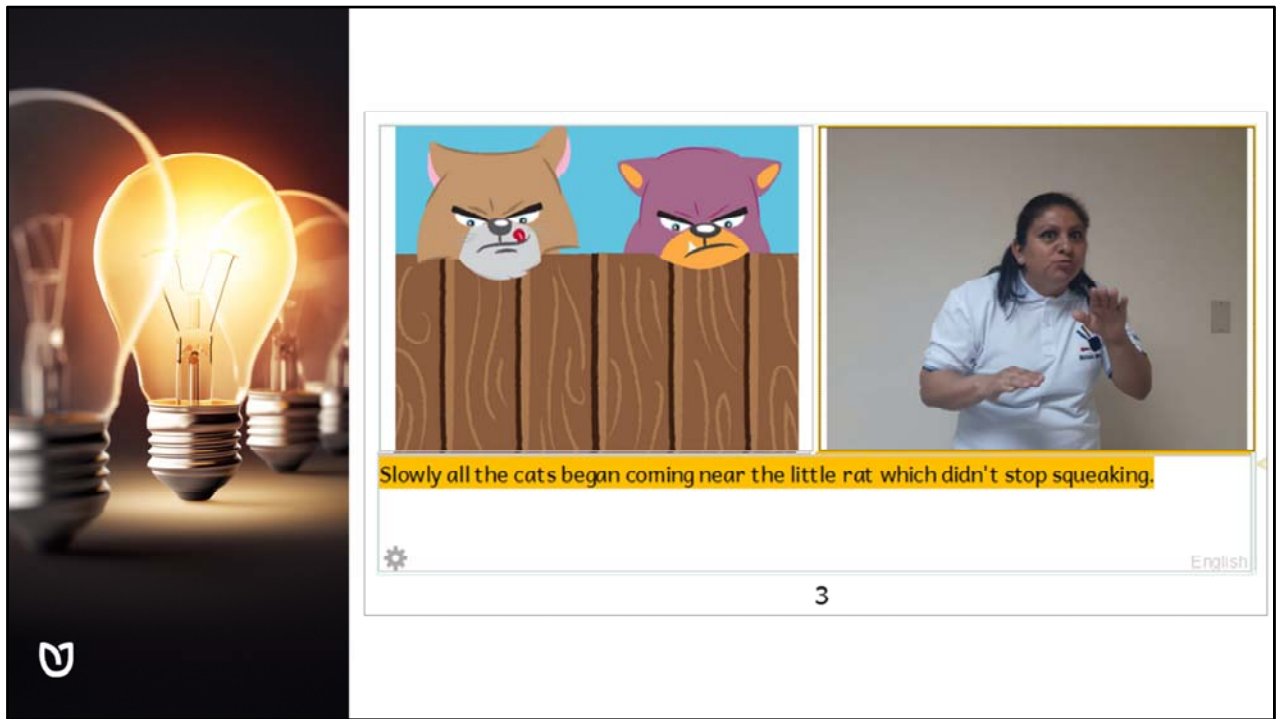 Slowly all the cats began coming near the little rat which didn't stop squeaking.
English
3